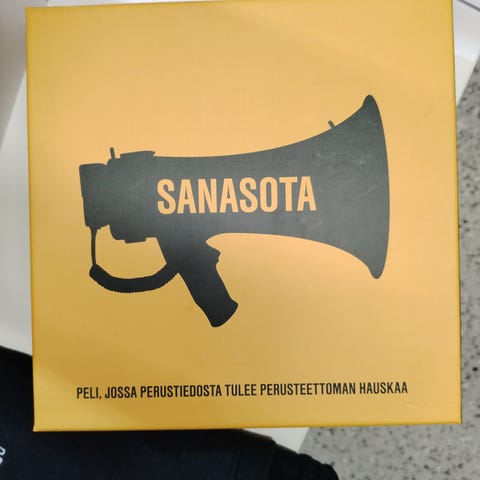 SANASOTA
PELI, JOSSA PERUSTIEDOSTA TULEE PERUSTEETTOMAN HAUSKAA